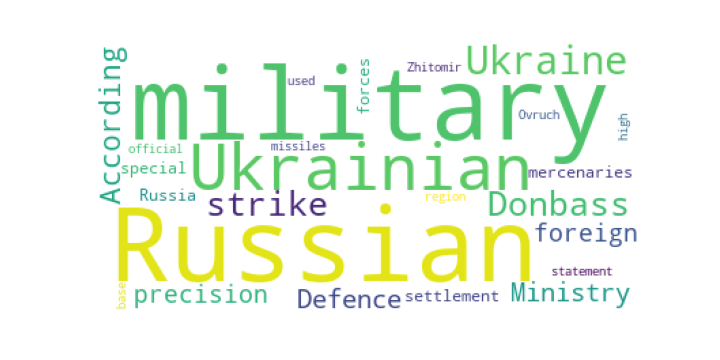 According
military
forces
used
Zhitomir
Ukraine
Ovruch
high
official
missiles
special
Ukrainian
mercenaries
Russia
strike
region
Donbass
Russian
foreign
statement
base
precision
Defence
settlement
Ministry